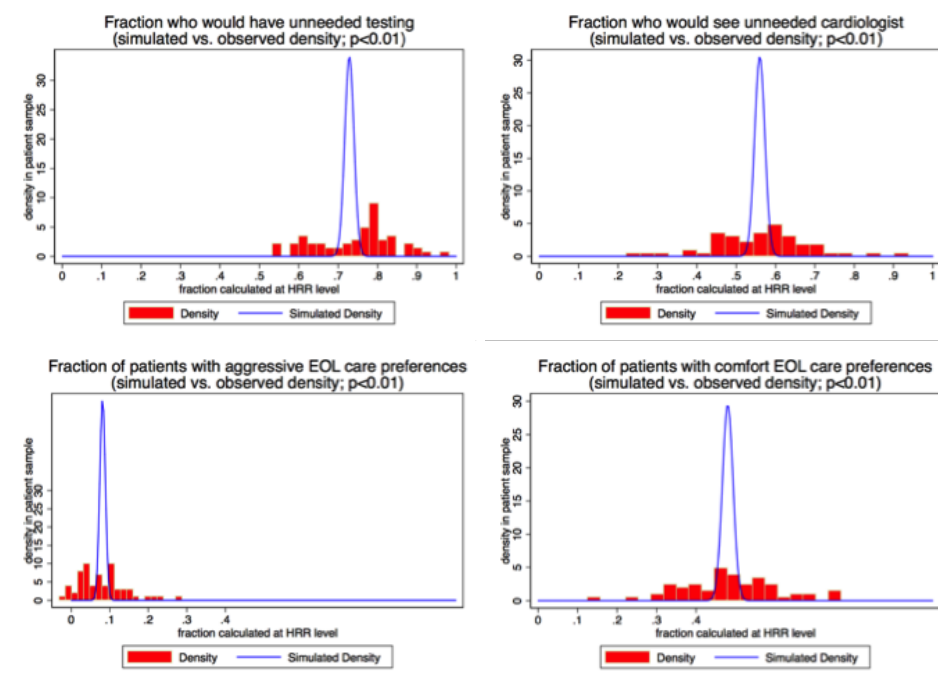 Fraction who would have unneeded testing
(simulated vs. observed density; p<0.01)
density in patient sample
30
25
20
15
10
5
0
0 .1 .2 .3 .4 .5 .6 .7 .8 .9 1
fraction calculated at HRR level
Density Simulated Density
Fraction who would see unneeded cardiologist
(simulated vs. observed density; p<0.01)
density in patient sample
30
25
20
15
10
5
0
0 .1 .2 .3 .4 .5 .6 .7 .8 .9 1
fraction calculated at HRR level
Density Simulated Density
Fraction of patients with aggressive EOL care preferences
(simulated vs. observed density; p<0.01)
density in patient sample
30
25
20
15
10
5
0
0 .1 .2 .3 .4
fraction calculated at HRR level
Density Simulated Density
Fraction of patients with comfort EOL care preferences
(simulated vs. observed density; p<0.01)
density in patient sample
30
25
20
15
10
5
0
0 .1 .2 .3 .4
fraction calculated at HRR level
Density Simulated Density